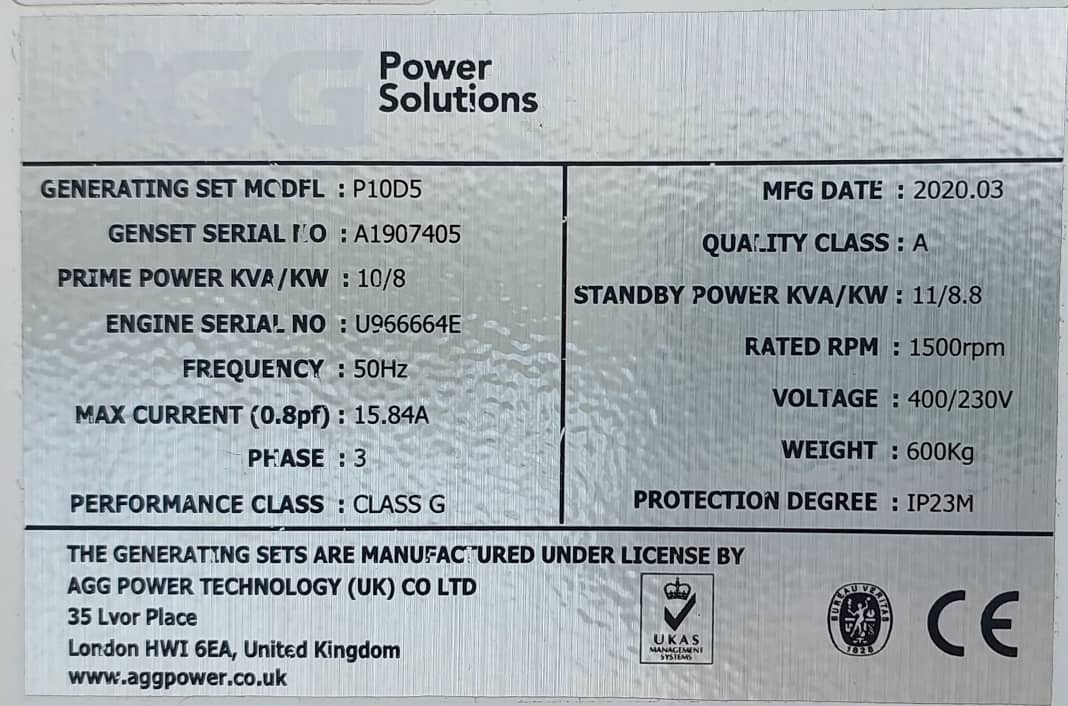 AGG Power
Solutions
GENERATING SET MODEL : P10D5
GENSET SERIAL NO : A1907405
PRIME POWER KVA/KW : 10/8
ENGINE SERIAL NO : U966664E
FREQUENCY : 50Hz
MAX CURRENT (0.8pf) : 15.84A
PHASE : 3
PERFORMANCE CLASS : CLASS G
MFG DATE : 2020.03
QUALITY CLASS : A
STANDBY POWER KVA/KW : 11/8.8
RATED RPM : 1500rpm
VOLTAGE : 400/230V
WEIGHT : 600Kg
PROTECTION DEGREE : IP23M
THE GENERATING SETS ARE MANUFACTURED UNDER LICENSE BY
AGG POWER TECHNOLOGY (UK) CO LTD
35 Lvor Place
London HWI 6EA, United Kingdom
www.aggpower.co.uk
UKAS
MANAGEMENT
SYSTEMS
BUREAU VERITAS
1828
CE